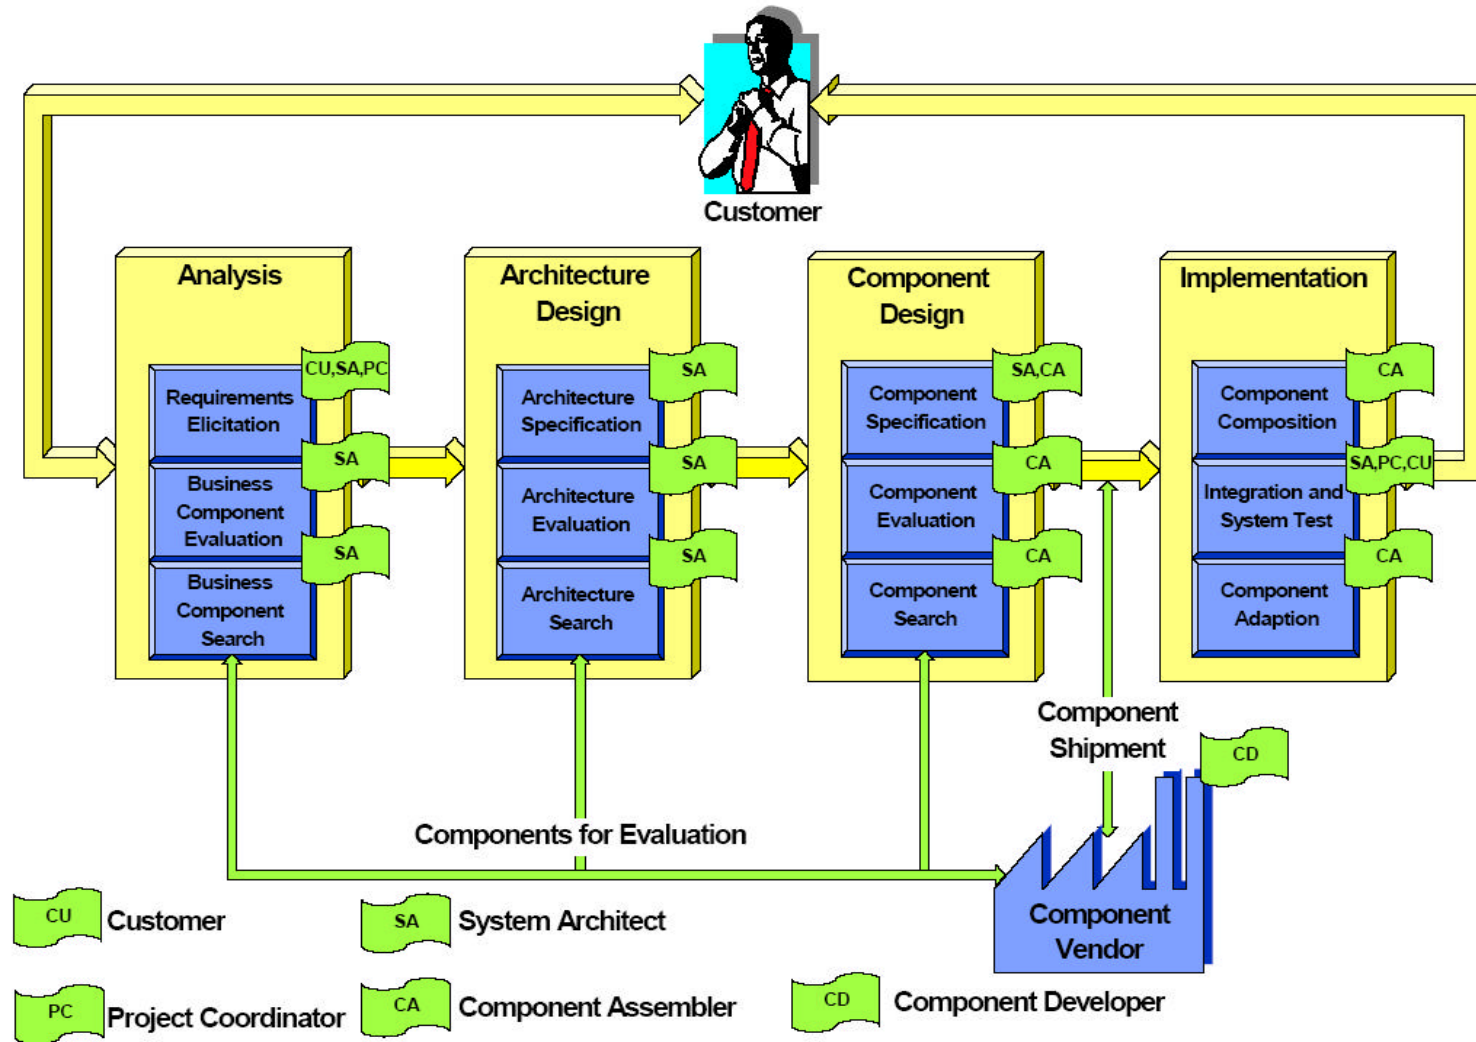 Customer
Analysis
CU,SA,PC
Requirements
Elicitation
SA
Business
Component
Evaluation
SA
Business
Component
Search
Architecture
Design
SA
Architecture
Specification
SA
Architecture
Evaluation
SA
Architecture
Search
Component
Design
SA,CA
Component
Specification
CA
Component
Evaluation
CA
Component
Search
Implementation
CA
Component
Composition
SA,PC,CU
Integration and
System Test
CA
Component
Adaption
Component
Shipment
CD
Components for Evaluation
Component
Vendor
CU Customer
SA System Architect
PC Project Coordinator
CA Component Assembler
CD Component Developer